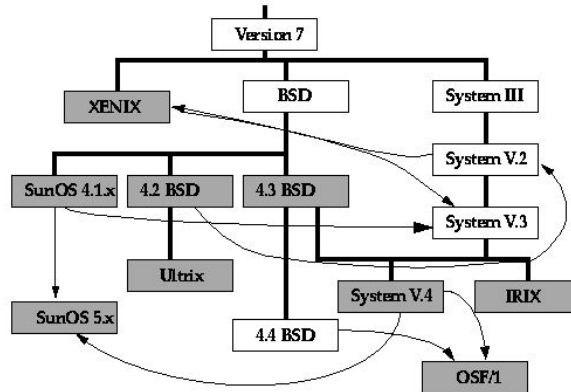 Version 7
XENIX
BSD
System III
System V.2
SunOS 4.1.x
4.2 BSD
4.3 BSD
System V.3
Ultrix
System V.4
IRIX
SunOS 5.x
4.4 BSD
OSF/1